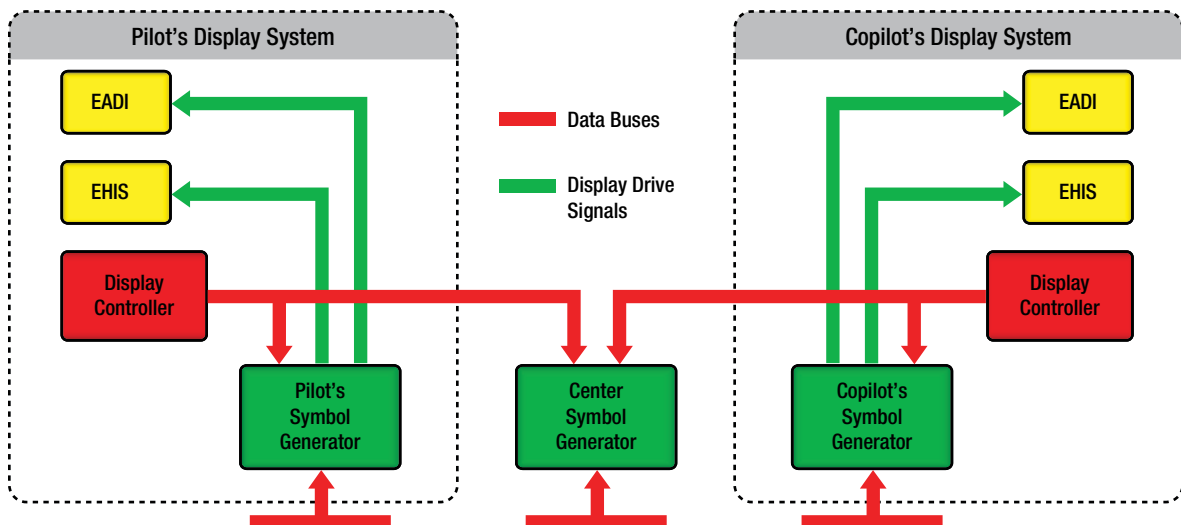 Pilot's Display System
EADI
EHIS
Display
Controller
Pilot's
Symbol
Generator
Data Buses
Display Drive
Signals
Center
Symbol
Generator
Copilot's Display System
EADI
EHIS
Display
Controller
Copilot's
Symbol
Generator